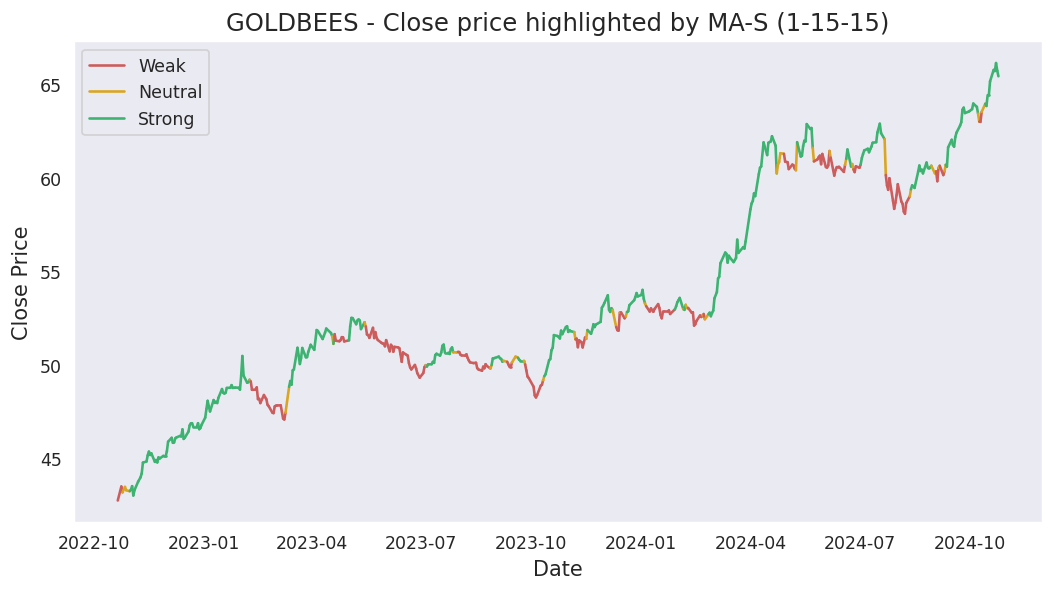 GOLDBEES - Close price highlighted by MA-S (1-15-15)
Weak
Neutral
Strong
65
60
55
50
45
Close Price
2022-10 2023-01 2023-04 2023-07 2023-10 2024-01 2024-04 2024-07 2024-10
Date